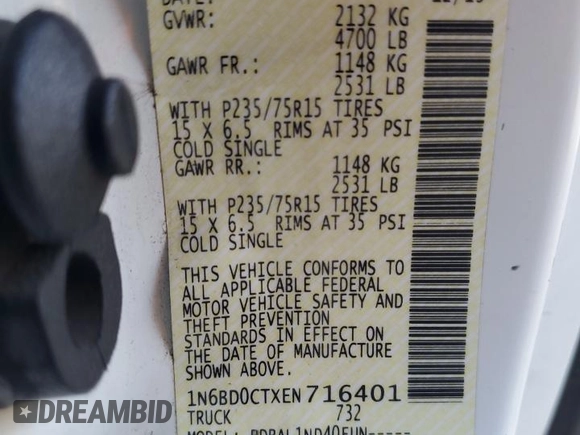 GVWR: 2132 KG
4700 LB
GAWR FR.: 1148 KG
2531 LB
WITH P235/75R15 TIRES
15 X 6.5 RIMS AT 35 PSI
COLD SINGLE
GAWR RR.: 1148 KG
2531 LB
WITH P235/75R15 TIRES
15 X 6.5 RIMS AT 35 PSI
COLD SINGLE
THIS VEHICLE CONFORMS TO
ALL APPLICABLE FEDERAL
MOTOR VEHICLE SAFETY AND
THEFT PREVENTION
STANDARDS IN EFFECT ON
THE DATE OF MANUFACTURE
SHOWN ABOVE.
1N6BD0CTXEN716401
TRUCK 732
RIDESAFELY